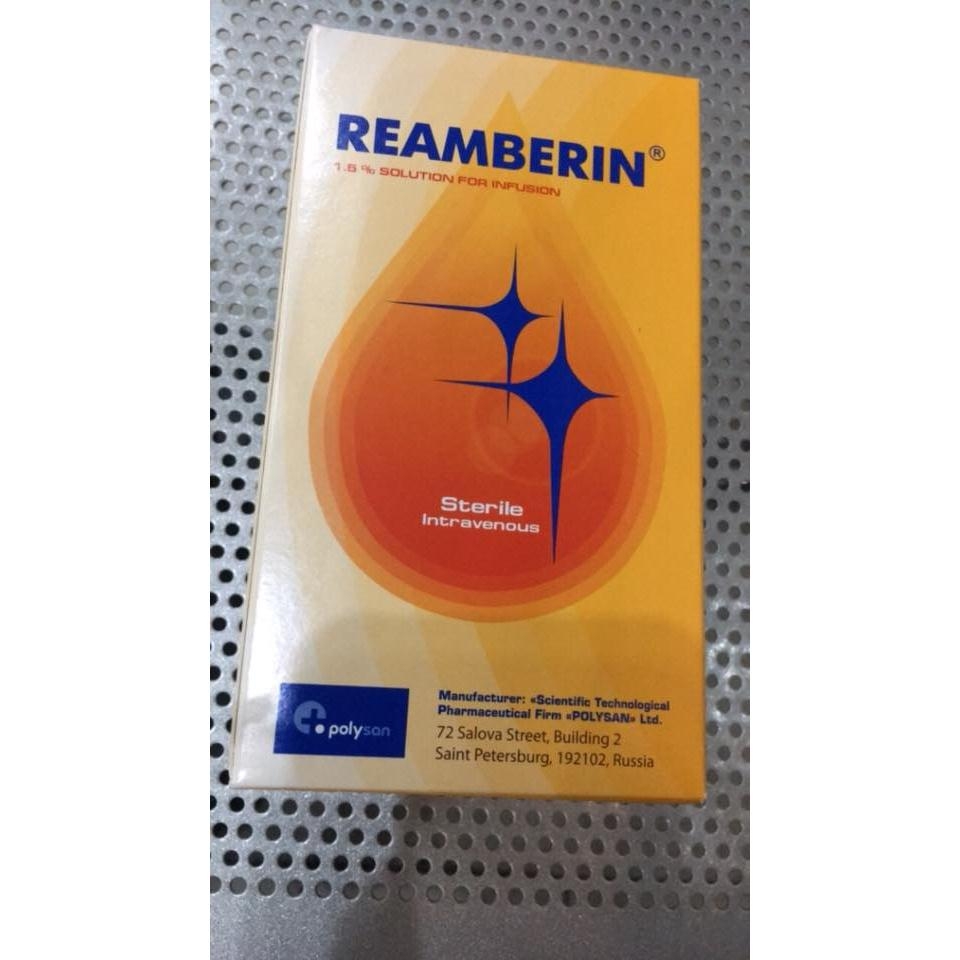 REAMBERIN®
1.5 % SOLUTION FOR INFUSION
Sterile
Intravenous
polysan
Manufacturer: «Scientific Technological
Pharmaceutical Firm «POLYSAN» Ltd.
72 Salova Street, Building 2
Saint Petersburg, 192102, Russia